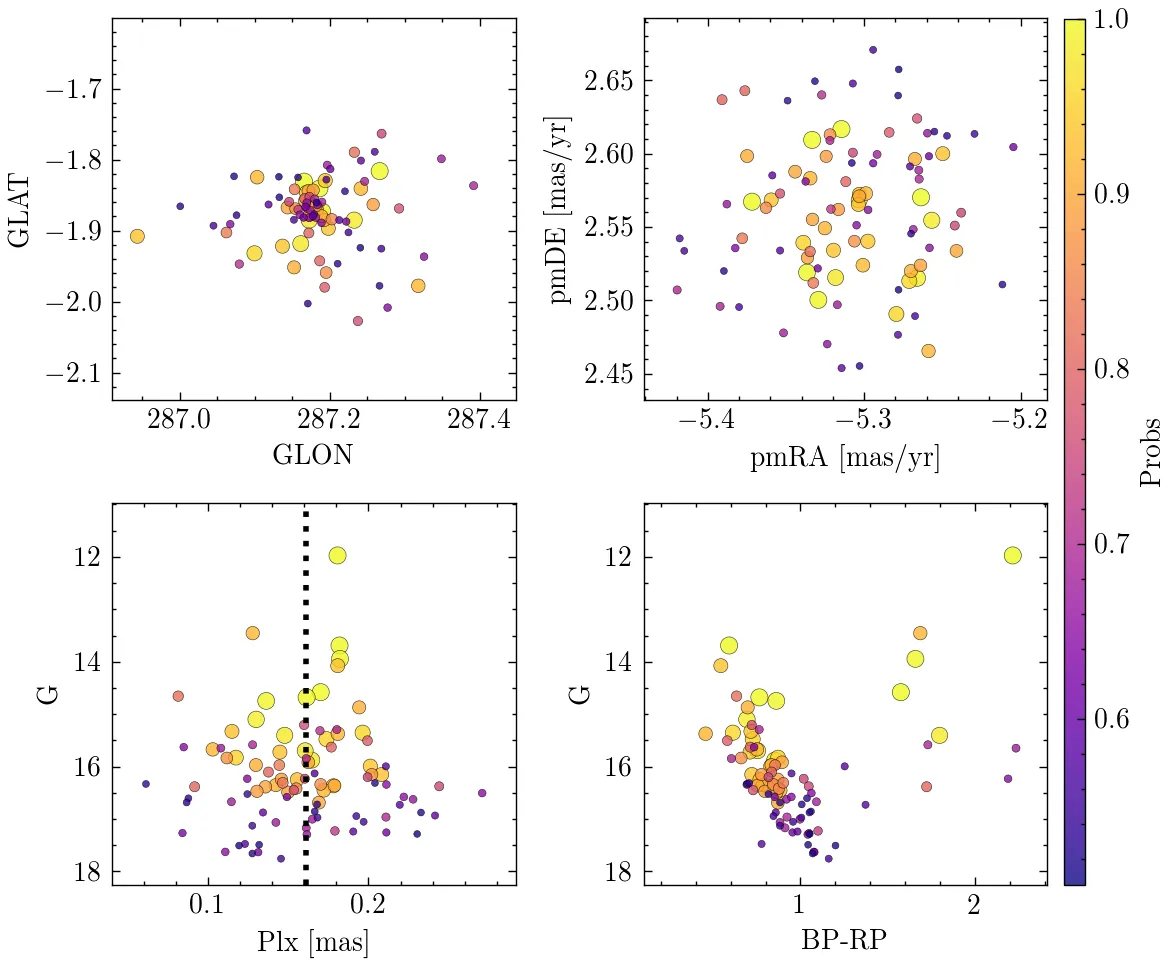 −1.7
−1.8
−1.9
−2.0
−2.1
GLAT
287.0 287.2 287.4
GLON
2.65
2.60
2.55
2.50
2.45
pmDE [mas/yr]
−5.4 −5.3 −5.2
pmRA [mas/yr]
12
14
16
18
G
0.1 0.2
Plx [mas]
12
14
16
18
G
1 2
BP-RP
1.0
0.9
0.8
0.7
0.6
Probs